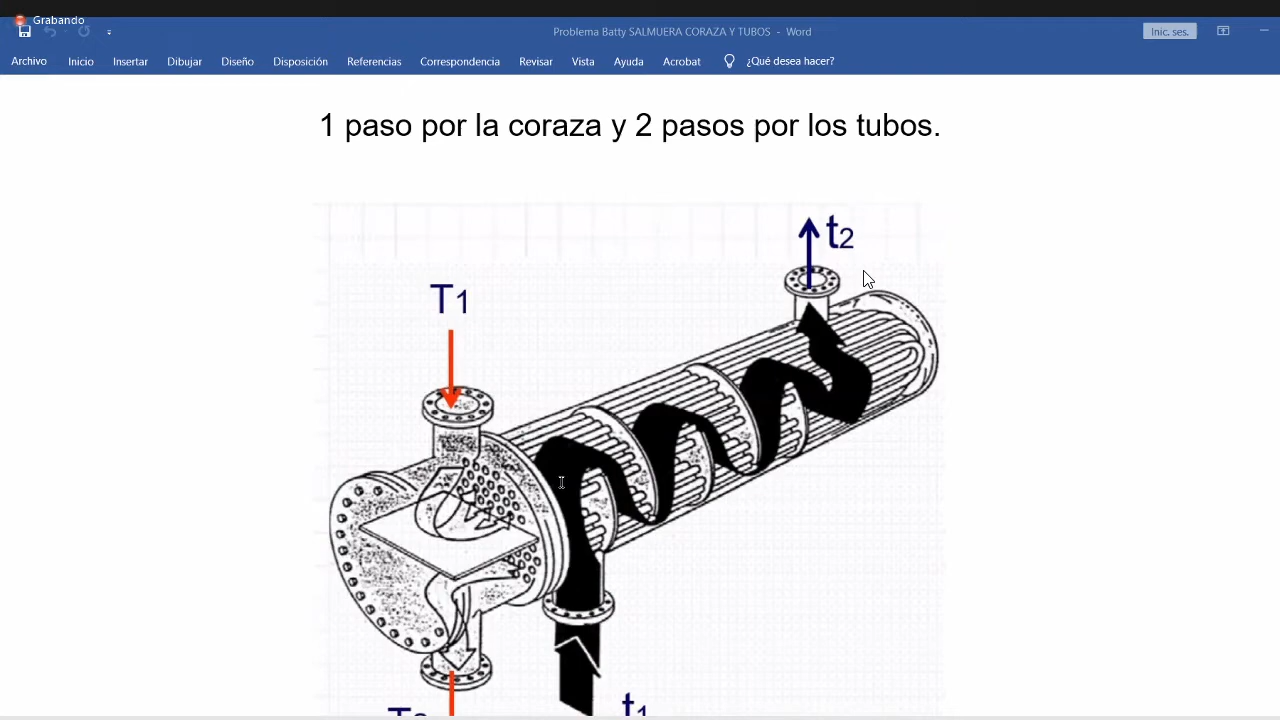 Grabando
Problema Batty SALMUERA CORAZA Y TUBOS - Word
Inic. ses.
Archivo Inicio Insertar Dibujar Diseño Disposición Referencias Correspondencia Revisar Vista Ayuda Acrobat ¿Qué desea hacer?
1 paso por la coraza y 2 pasos por los tubos.
t2
T1
t1